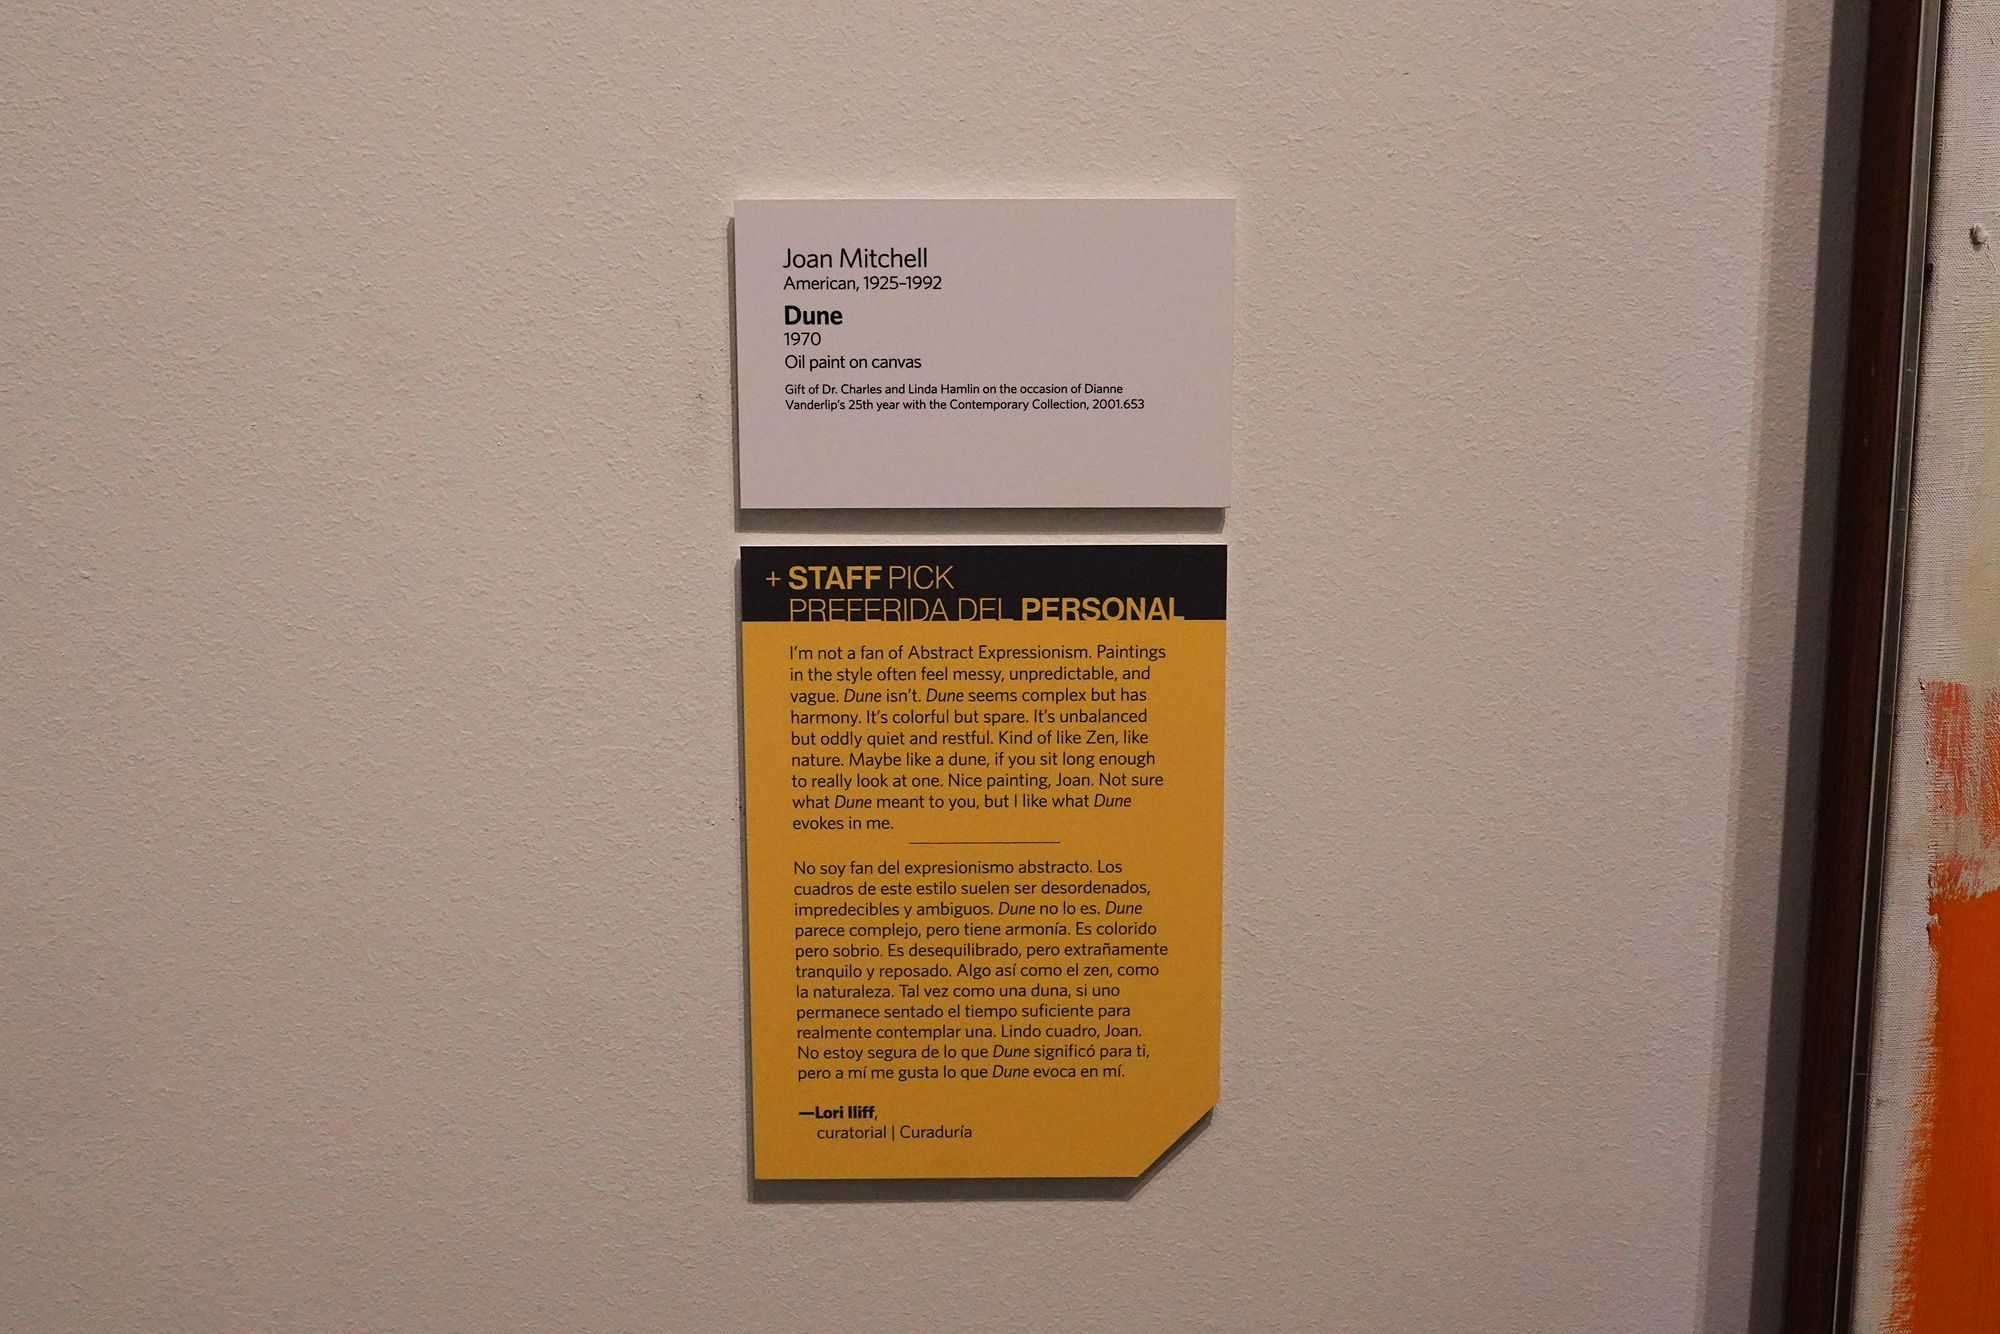 Joan Mitchell
American, 1925–1992
Dune
1970
Oil paint on canvas
Gift of Dr. Charles and Linda Hamlin on the occasion of Dianne
Vanderlip's 25th year with the Contemporary Collection, 2001.653
+ STAFF PICK
PREFERIDA DEL PERSONAL
I'm not a fan of Abstract Expressionism. Paintings
in the style often feel messy, unpredictable, and
vague. Dune isn't. Dune seems complex but has
harmony. It's colorful but spare. It's unbalanced
but oddly quiet and restful. Kind of like Zen, like
nature. Maybe like a dune, if you sit long enough
to really look at one. Nice painting, Joan. Not sure
what Dune meant to you, but I like what Dune
evokes in me.
No soy fan del expresionismo abstracto. Los
cuadros de este estilo suelen ser desordenados,
impredecibles y ambiguos. Dune no lo es. Dune
parece complejo, pero tiene armonía. Es colorido
pero sobrio. Es desequilibrado, pero extrañamente
tranquilo y reposado. Algo así como el zen, como
la naturaleza. Tal vez como una duna, si uno
permanece sentado el tiempo suficiente para
realmente contemplar una. Lindo cuadro, Joan.
No estoy segura de lo que Dune significó para ti,
pero a mí me gusta lo que Dune evoca en mí.
—Lori Iliff,
curatorial | Curaduría